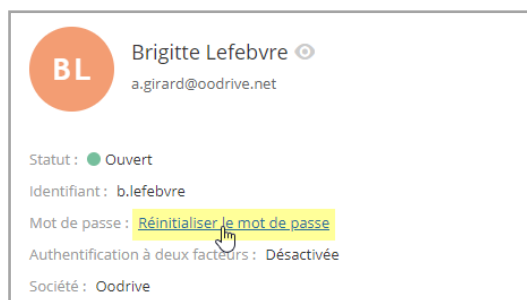 BL
Brigitte Lefebvre
a.girard@oodrive.net
Statut : Ouvert
Identifiant : b.lefebvre
Mot de passe : Réinitialiser le mot de passe
Authentification à deux facteurs : Désactivée
Société : Oodrive